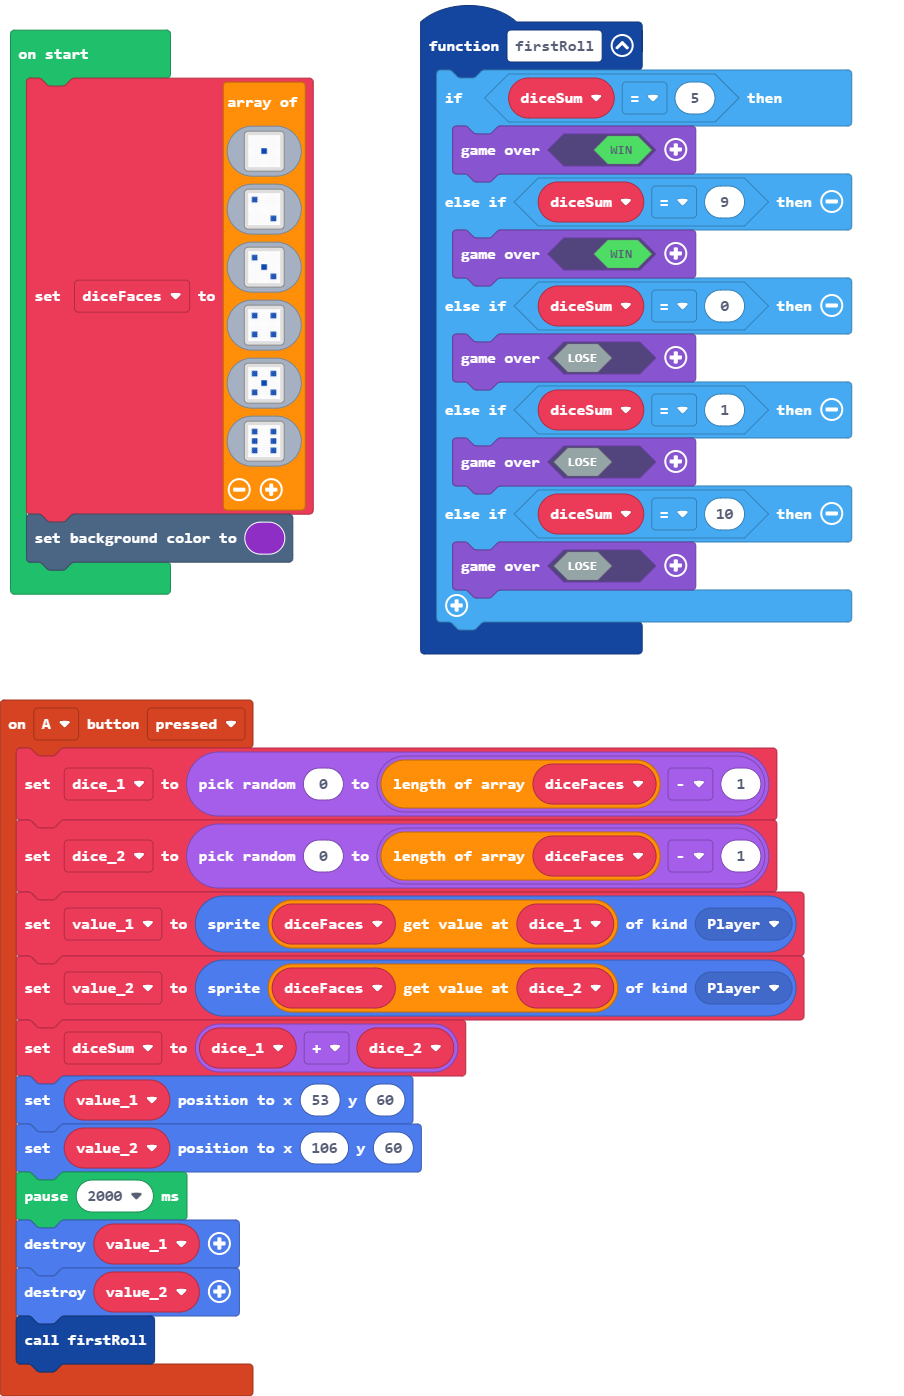 on start
array of
set diceFaces to
set background color to
function firstRoll
if diceSum = 5 then
game over WIN
else if diceSum = 9 then
game over WIN
else if diceSum = 0 then
game over LOSE
else if diceSum = 1 then
game over LOSE
else if diceSum = 10 then
game over LOSE
on A button pressed
set dice_1 to pick random 0 to length of array diceFaces - 1
set dice_2 to pick random 0 to length of array diceFaces - 1
set value_1 to sprite diceFaces get value at dice_1 of kind Player
set value_2 to sprite diceFaces get value at dice_2 of kind Player
set diceSum to dice_1 + dice_2
set value_1 position to x 53 y 60
set value_2 position to x 106 y 60
pause 2000 ms
destroy value_1
destroy value_2
call firstRoll